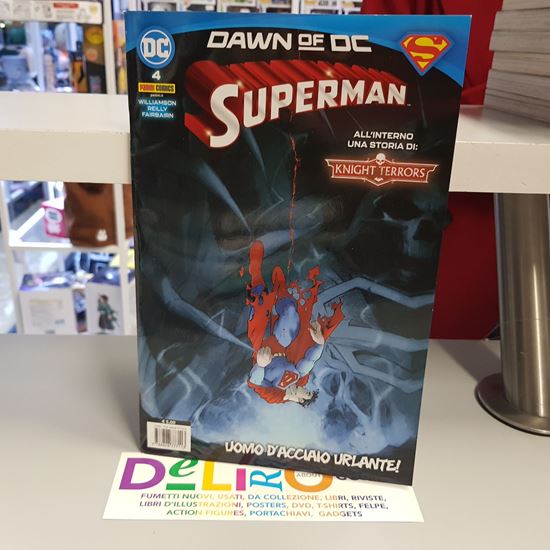 DAWN OF DC
DC
4
PANINI COMICS
WILLIAMSON
REILLY
FAIRBAIRN
S
SUPERMAN
ALL'INTERNO
UNA STORIA DI:
KNIGHT TERRORS
UOMO D'ACCIAIO URLANTE!
DeLiRO
ABOUT
FUMETTI NUOVI, USATI, DA COLLEZIONE, LIBRI, RIVISTE,
LIBRI D'ILLUSTRAZIONI, POSTERS, DVD, T-SHIRTS, FELPE,
ACTION FIGURES, PORTACHIAVI, GADGETS